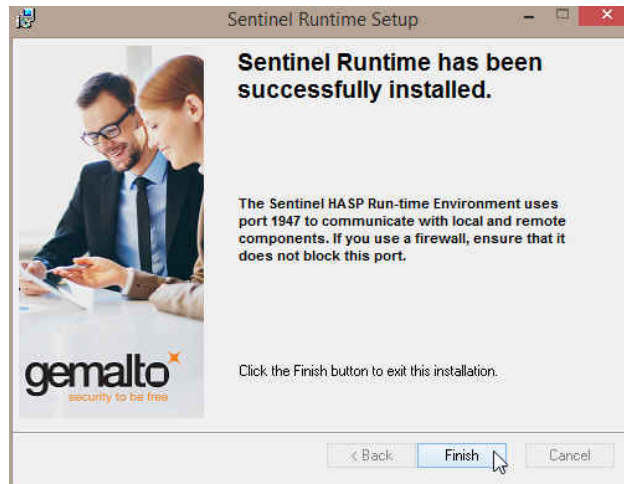 Sentinel Runtime Setup
Sentinel Runtime has been
successfully installed.
The Sentinel HASP Run-time Environment uses
port 1947 to communicate with local and remote
components. If you use a firewall, ensure that it
does not block this port.
gemalto
security to be free
Click the Finish button to exit this installation.
< Back
Finish
Cancel